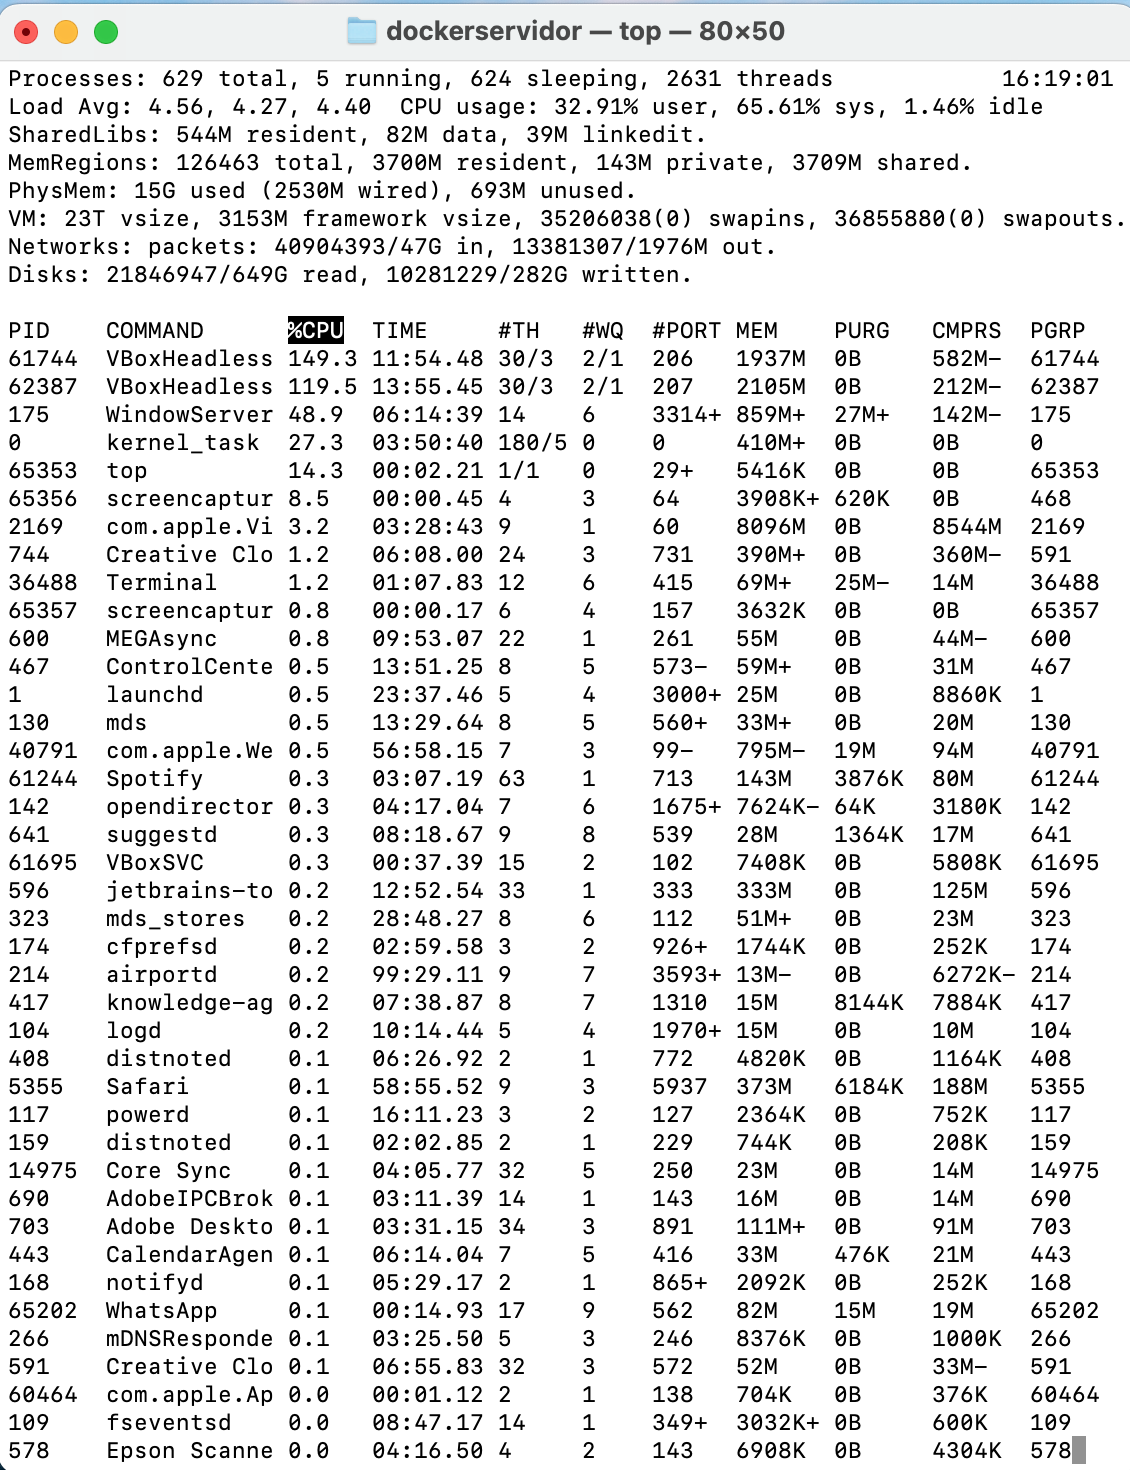 dockerservidor — top — 80×50
Processes: 629 total, 5 running, 624 sleeping, 2631 threads 16:19:01
Load Avg: 4.56, 4.27, 4.40 CPU usage: 32.91% user, 65.61% sys, 1.46% idle
SharedLibs: 544M resident, 82M data, 39M linkedit.
MemRegions: 126463 total, 3700M resident, 143M private, 3709M shared.
PhysMem: 15G used (2530M wired), 693M unused.
VM: 23T vsize, 3153M framework vsize, 35206038(0) swapins, 36855880(0) swapouts.
Networks: packets: 40904393/47G in, 13381307/1976M out.
Disks: 21846947/649G read, 10281229/282G written.
PID COMMAND %CPU TIME #TH #WQ #PORT MEM PURG CMPRS PGRP
61744 VBoxHeadless 149.3 11:54.48 30/3 2/1 206 1937M 0B 582M- 61744
62387 VBoxHeadless 119.5 13:55.45 30/3 2/1 207 2105M 0B 212M- 62387
175 WindowServer 48.9 06:14:39 14 6 3314+ 859M+ 27M+ 142M- 175
0 kernel_task 27.3 03:50:40 180/5 0 0 410M+ 0B 0B 0
65353 top 14.3 00:02.21 1/1 0 29+ 5416K 0B 0B 65353
65356 screencaptur 8.5 00:00.45 4 3 64 3908K+ 620K 0B 468
2169 com.apple.Vi 3.2 03:28:43 9 1 60 8096M 0B 8544M 2169
744 Creative Clo 1.2 06:08.00 24 3 731 390M+ 0B 360M- 591
36488 Terminal 1.2 01:07.83 12 6 415 69M+ 25M- 14M 36488
65357 screencaptur 0.8 00:00.17 6 4 157 3632K 0B 0B 65357
600 MEGAsync 0.8 09:53.07 22 1 261 55M 0B 44M- 600
467 ControlCente 0.5 13:51.25 8 5 573- 59M+ 0B 31M 467
1 launchd 0.5 23:37.46 5 4 3000+ 25M 0B 8860K 1
130 mds 0.5 13:29.64 8 5 560+ 33M+ 0B 20M 130
40791 com.apple.We 0.5 56:58.15 7 3 99- 795M- 19M 94M 40791
61244 Spotify 0.3 03:07.19 63 1 713 143M 3876K 80M 61244
142 opendirector 0.3 04:17.04 7 6 1675+ 7624K- 64K 3180K 142
641 suggestd 0.3 08:18.67 9 8 539 28M 1364K 17M 641
61695 VBoxSVC 0.3 00:37.39 15 2 102 7408K 0B 5808K 61695
596 jetbrains-to 0.2 12:52.54 33 1 333 333M 0B 125M 596
323 mds_stores 0.2 28:48.27 8 6 112 51M+ 0B 23M 323
174 cfprefsd 0.2 02:59.58 3 2 926+ 1744K 0B 252K 174
214 airportd 0.2 99:29.11 9 7 3593+ 13M- 0B 6272K- 214
417 knowledge-ag 0.2 07:38.87 8 7 1310 15M 8144K 7884K 417
104 logd 0.2 10:14.44 5 4 1970+ 15M 0B 10M 104
408 distnoted 0.1 06:26.92 2 1 772 4820K 0B 1164K 408
5355 Safari 0.1 58:55.52 9 3 5937 373M 6184K 188M 5355
117 powerd 0.1 16:11.23 3 2 127 2364K 0B 752K 117
159 distnoted 0.1 02:02.85 2 1 229 744K 0B 208K 159
14975 Core Sync 0.1 04:05.77 32 5 250 23M 0B 14M 14975
690 AdobeIPCBrok 0.1 03:11.39 14 1 143 16M 0B 14M 690
703 Adobe Deskto 0.1 03:31.15 34 3 891 111M+ 0B 91M 703
443 CalendarAgen 0.1 06:14.04 7 5 416 33M 476K 21M 443
168 notifyd 0.1 05:29.17 2 1 865+ 2092K 0B 252K 168
65202 WhatsApp 0.1 00:14.93 17 9 562 82M 15M 19M 65202
266 mDNSResponde 0.1 03:25.50 5 3 246 8376K 0B 1000K 266
591 Creative Clo 0.1 06:55.83 32 3 572 52M 0B 33M- 591
60464 com.apple.Ap 0.0 00:01.12 2 1 138 704K 0B 376K 60464
109 fseventsd 0.0 08:47.17 14 1 349+ 3032K+ 0B 600K 109
578 Epson Scanne 0.0 04:16.50 4 2 143 6908K 0B 4304K 578